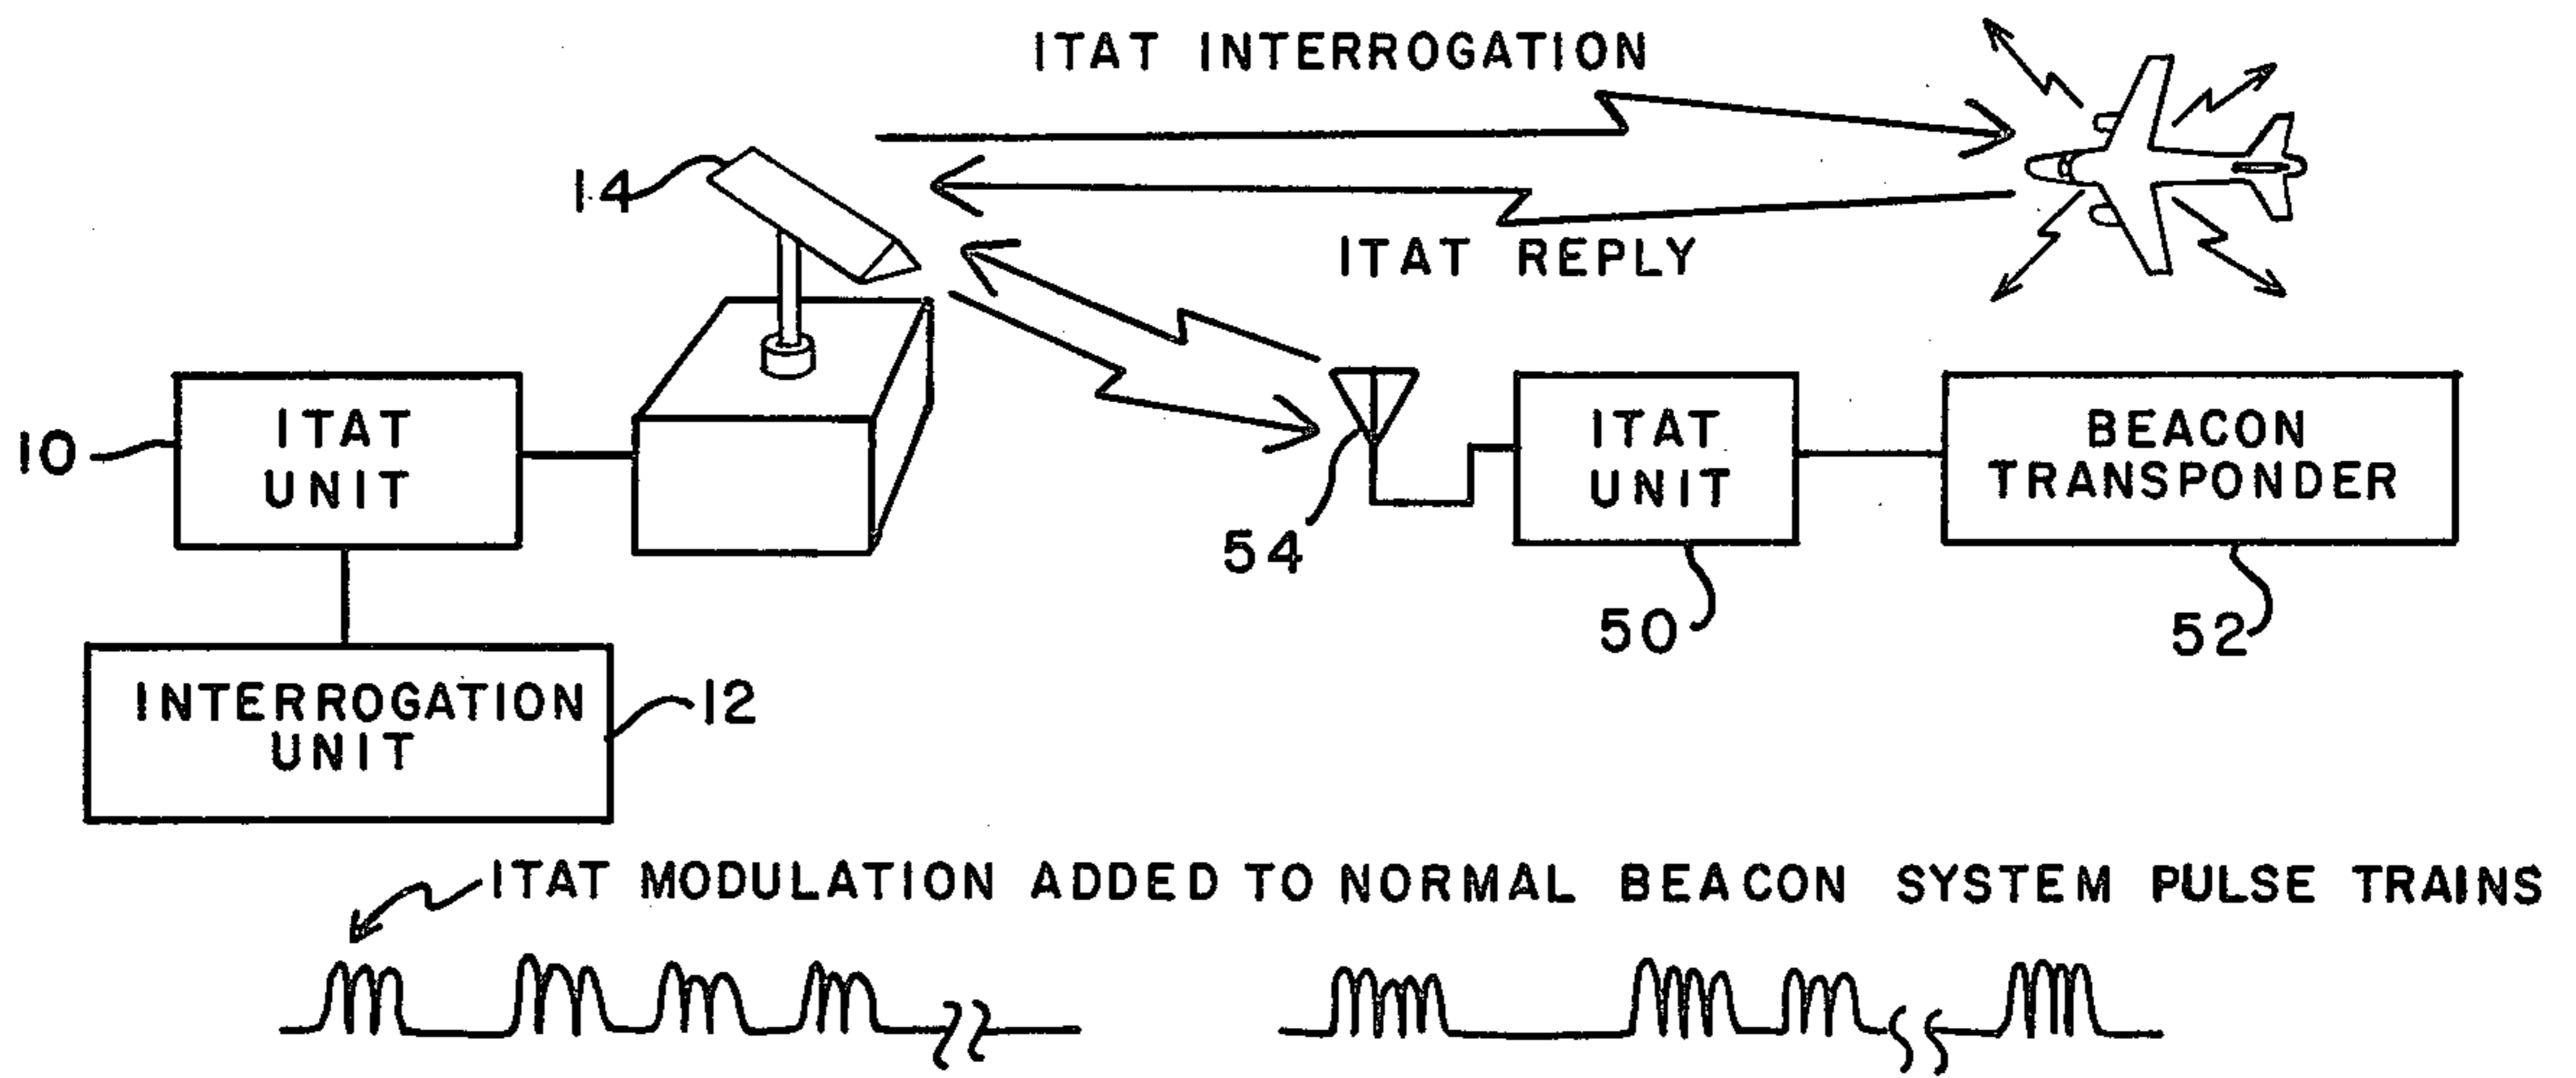 ITAT INTERROGATION
14
ITAT REPLY
10
ITAT
UNIT
54
ITAT
UNIT
50
BEACON
TRANSPONDER
52
INTERROGATION
UNIT
12
ITAT MODULATION ADDED TO NORMAL BEACON SYSTEM PULSE TRAINS